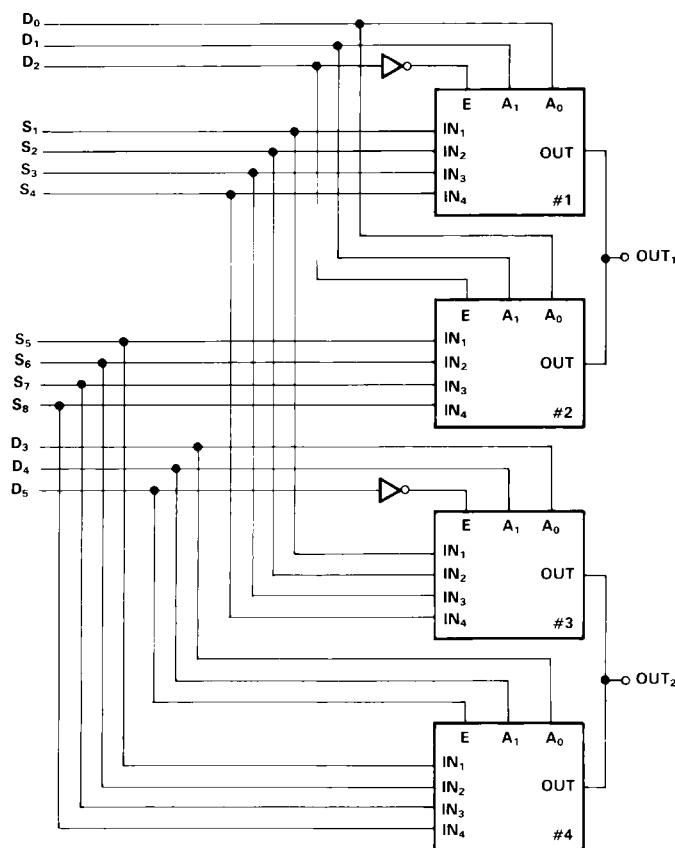 D₀
D₁
D₂
E A₁ A₀
S₁
S₂
S₃
S₄
IN₁
IN₂
IN₃
IN₄
OUT
#1
OUT₁
E A₁ A₀
S₅
S₆
S₇
S₈
IN₁
IN₂
IN₃
IN₄
OUT
#2
D₃
D₄
D₅
E A₁ A₀
IN₁
IN₂
IN₃
IN₄
OUT
#3
OUT₂
E A₁ A₀
IN₁
IN₂
IN₃
IN₄
OUT
#4